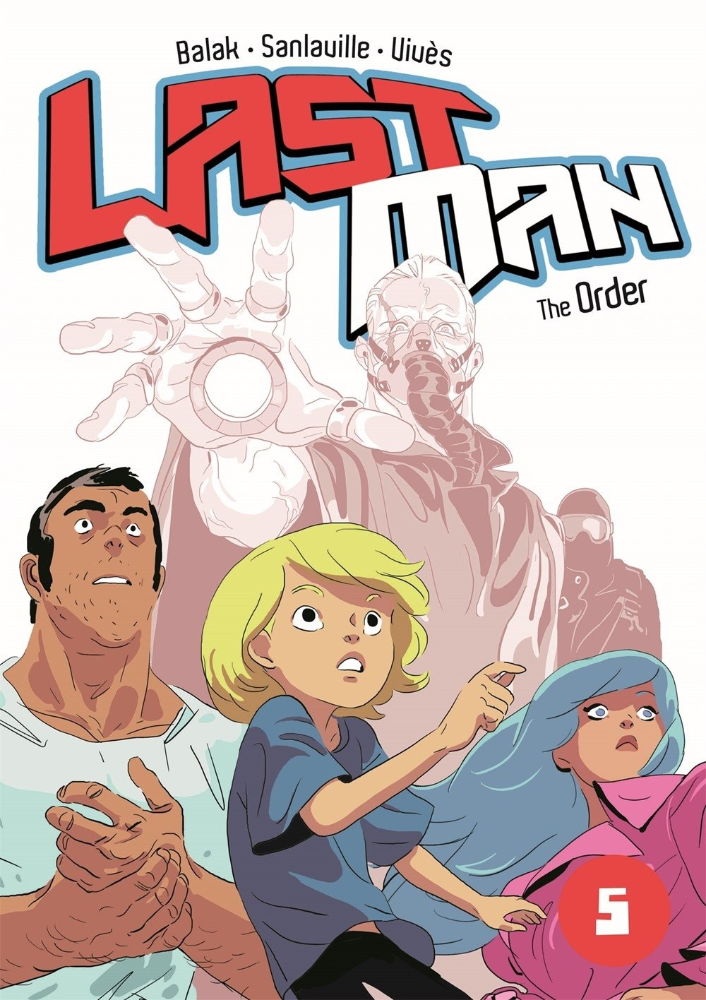 Balak • Sanlaville • Vivès
LAST
MAN
The Order
5